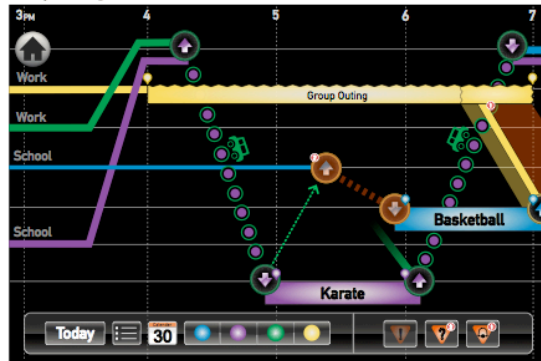 3PM 4 5 6 7
Work
Group Outing
Work
School
Basketball
School
Karate
Today Calendar 30 ! ?